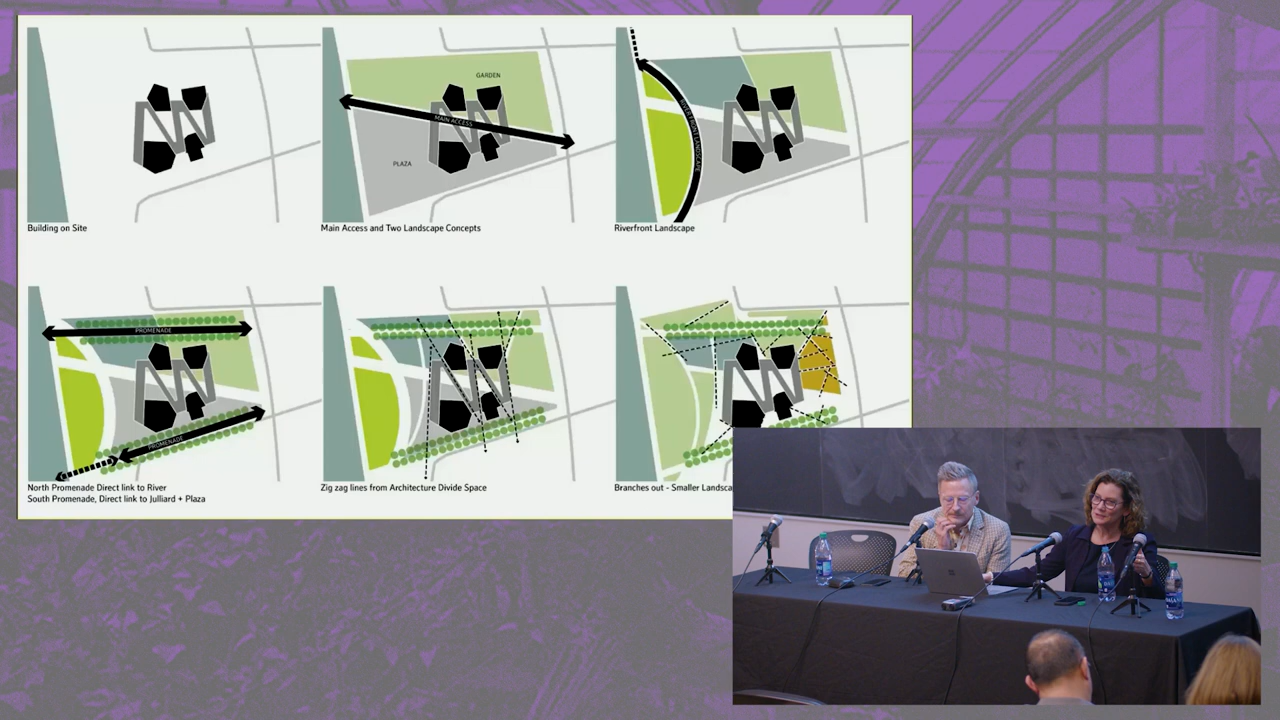 GARDEN
MAIN ACCESS
PLAZA
RIVERFRONT LANDSCAPE
Building on Site
Main Access and Two Landscape Concepts
Riverfront Landscape
PROMENADE
PROMENADE
North Promenade Direct link to River
South Promenade, Direct link to Julliard + Plaza
Zig zag lines from Architecture Divide Space
Branches out - Smaller